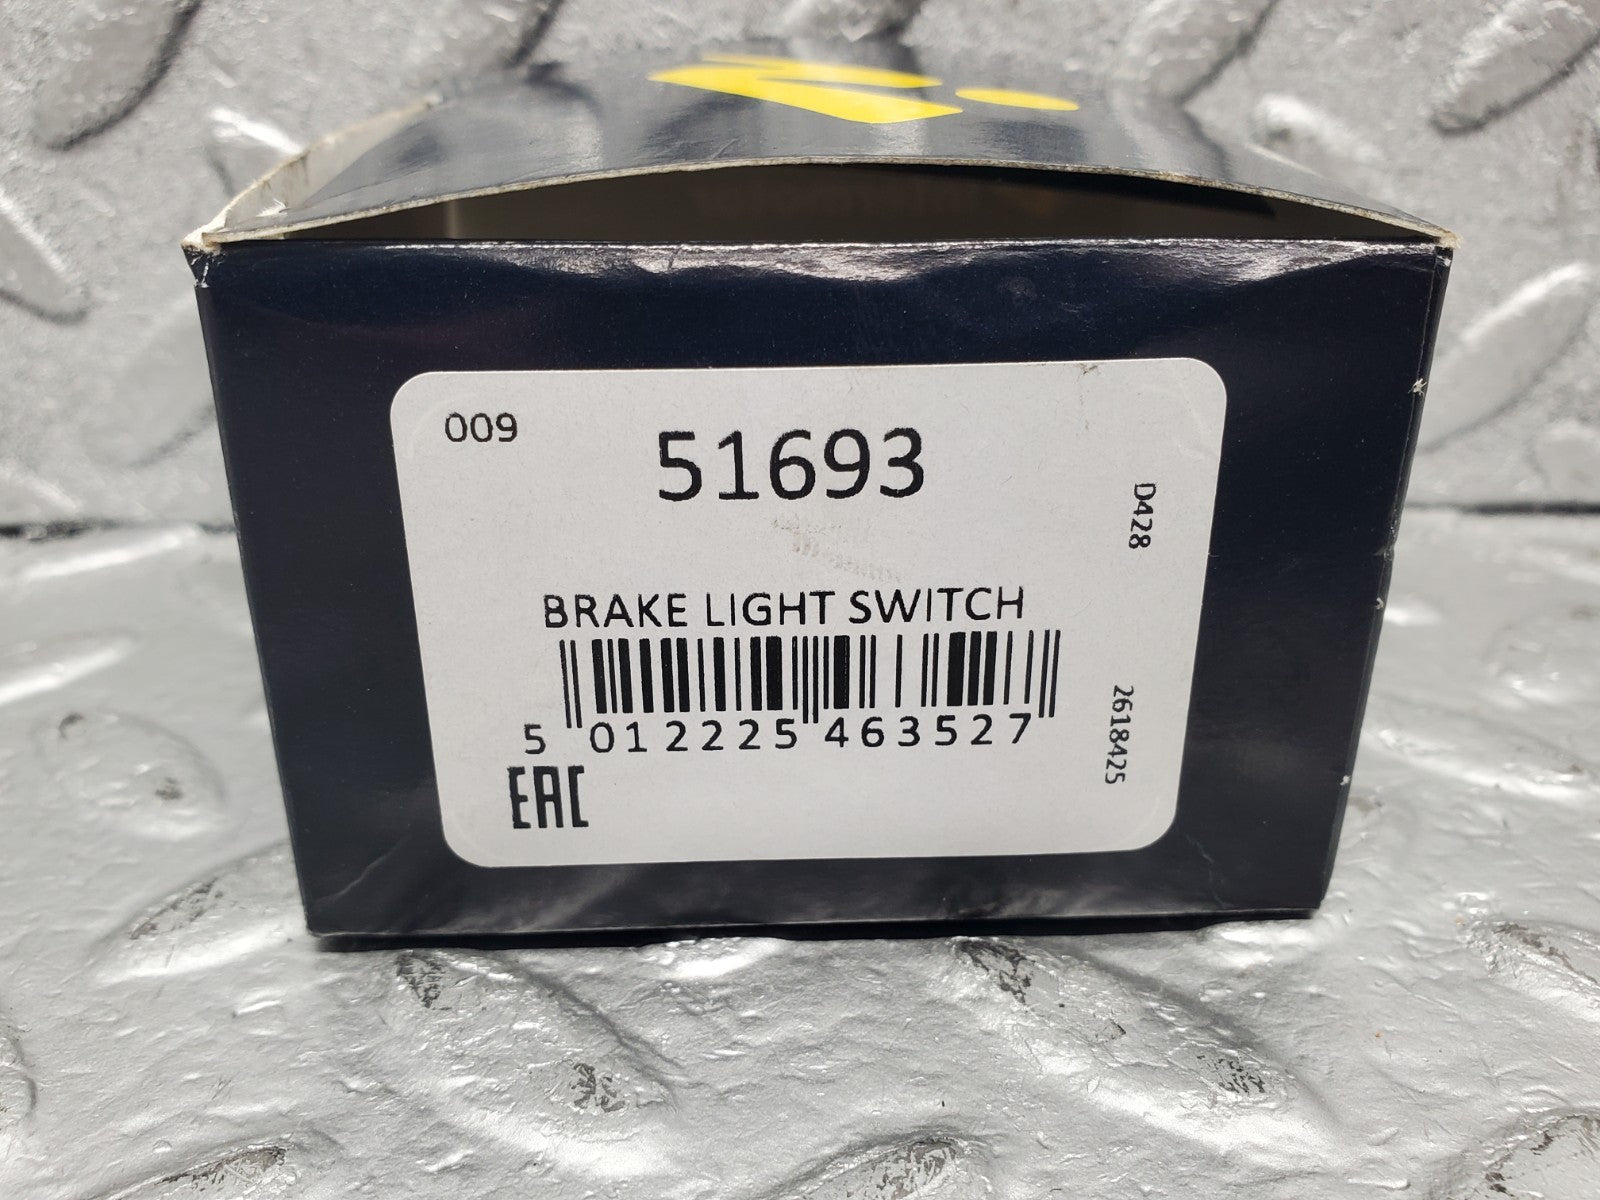 009
51693
D428
BRAKE LIGHT SWITCH
5 012225 463527
2618425
EAC